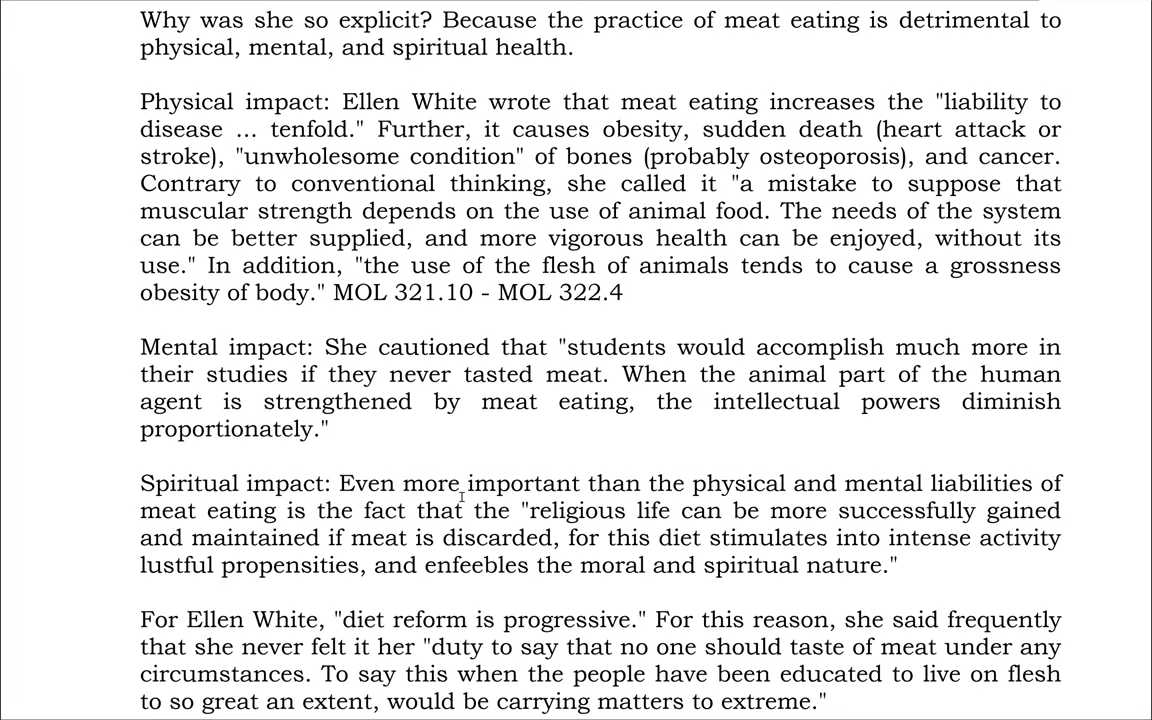 Why was she so explicit? Because the practice of meat eating is detrimental to
physical, mental, and spiritual health.
Physical impact: Ellen White wrote that meat eating increases the "liability to
disease ... tenfold." Further, it causes obesity, sudden death (heart attack or
stroke), "unwholesome condition" of bones (probably osteoporosis), and cancer.
Contrary to conventional thinking, she called it "a mistake to suppose that
muscular strength depends on the use of animal food. The needs of the system
can be better supplied, and more vigorous health can be enjoyed, without its
use." In addition, "the use of the flesh of animals tends to cause a grossness
obesity of body." MOL 321.10 - MOL 322.4
Mental impact: She cautioned that "students would accomplish much more in
their studies if they never tasted meat. When the animal part of the human
agent is strengthened by meat eating, the intellectual powers diminish
proportionately."
Spiritual impact: Even more important than the physical and mental liabilities of
meat eating is the fact that the "religious life can be more successfully gained
and maintained if meat is discarded, for this diet stimulates into intense activity
lustful propensities, and enfeebles the moral and spiritual nature."
For Ellen White, "diet reform is progressive." For this reason, she said frequently
that she never felt it her "duty to say that no one should taste of meat under any
circumstances. To say this when the people have been educated to live on flesh
to so great an extent, would be carrying matters to extreme."